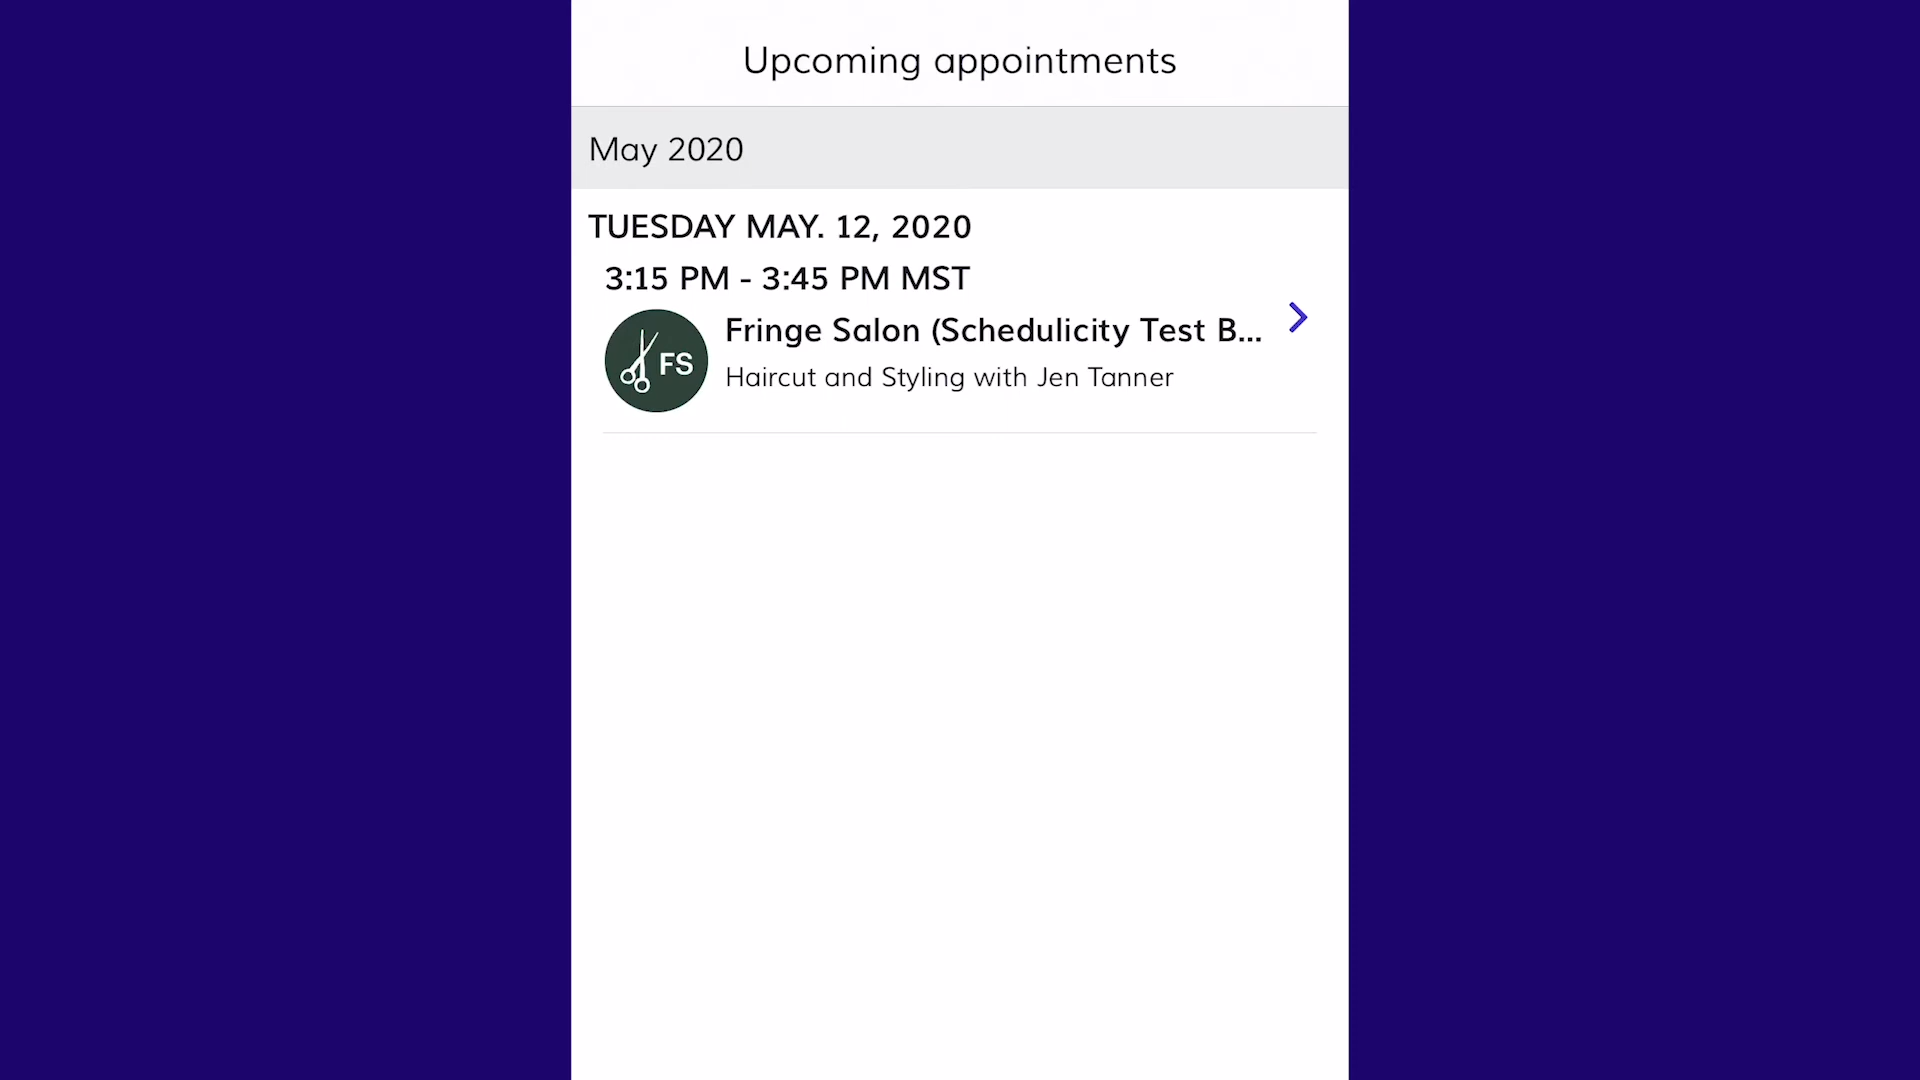 Upcoming appointments
May 2020
TUESDAY MAY. 12, 2020
3:15 PM - 3:45 PM MST
Fringe Salon (Schedulicity Test B...
FS
Haircut and Styling with Jen Tanner